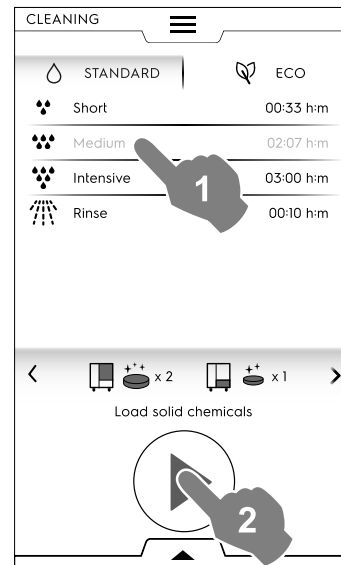 CLEANING
STANDARD ECO
Short 00:33 h:m
Medium 02:07 h:m
Intensive 03:00 h:m
Rinse 00:10 h:m
1
x 2 x 1
Load solid chemicals
2